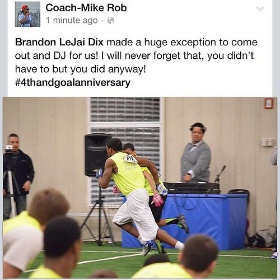 Coach-Mike Rob
1 minute ago ·
Brandon LeJai Dix made a huge exception to come
out and DJ for us! I will never forget that, you didn't
have to but you did anyway!
#4thandgoalanniversary